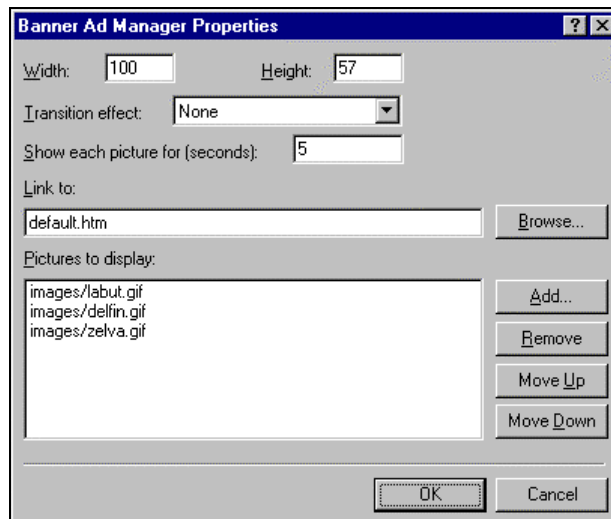 Banner Ad Manager Properties
Width: 100 Height: 57
Transition effect: None
Show each picture for (seconds): 5
Link to:
default.htm Browse...
Pictures to display:
images/labut.gif
images/delfin.gif
images/zelva.gif
Add...
Remove
Move Up
Move Down
OK Cancel